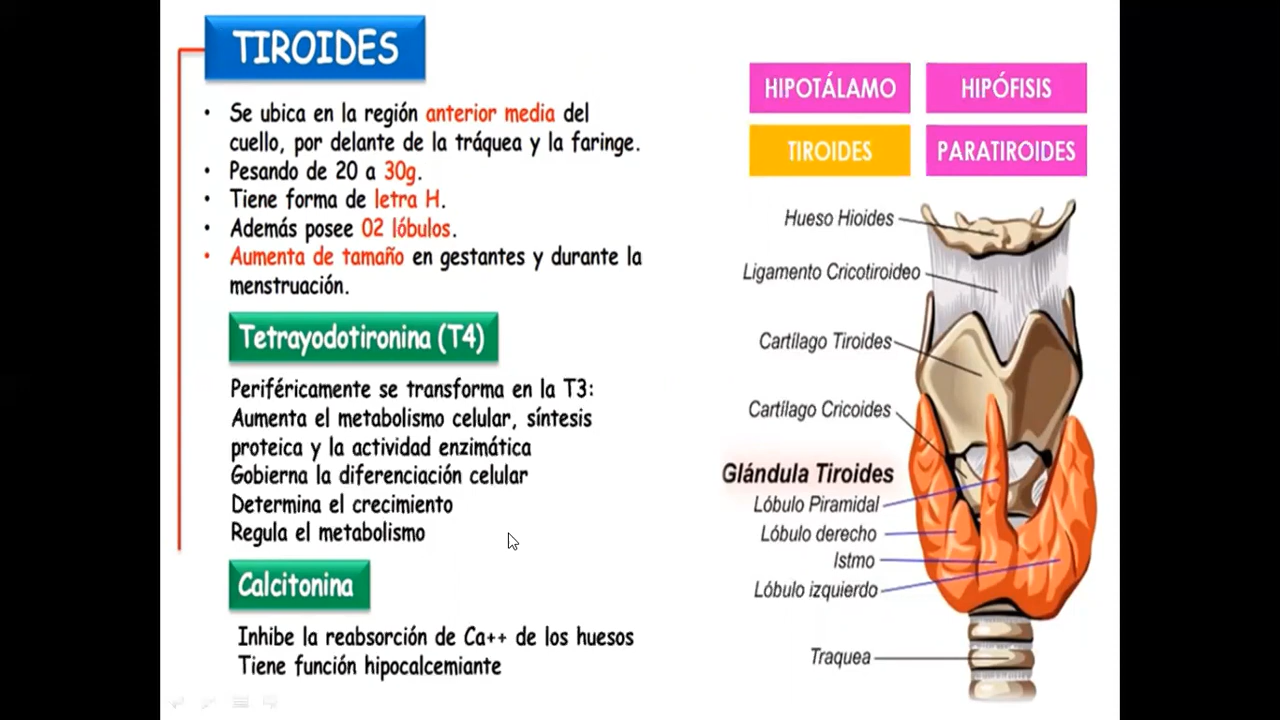 TIROIDES
• Se ubica en la región anterior media del
cuello, por delante de la tráquea y la faringe.
• Pesando de 20 a 30g.
• Tiene forma de letra H.
• Además posee 02 lóbulos.
• Aumenta de tamaño en gestantes y durante la
menstruación.
Tetrayodotironina (T4)
Periféricamente se transforma en la T3:
Aumenta el metabolismo celular, síntesis
proteica y la actividad enzimática
Gobierna la diferenciación celular
Determina el crecimiento
Regula el metabolismo
Calcitonina
Inhibe la reabsorción de Ca++ de los huesos
Tiene función hipocalcemiante
HIPOTÁLAMO
HIPÓFISIS
TIROIDES
PARATIROIDES
Hueso Hioides
Ligamento Cricotiroideo
Cartílago Tiroides
Cartílago Cricoides
Glándula Tiroides
Lóbulo Piramidal
Lóbulo derecho
Istmo
Lóbulo izquierdo
Traquea